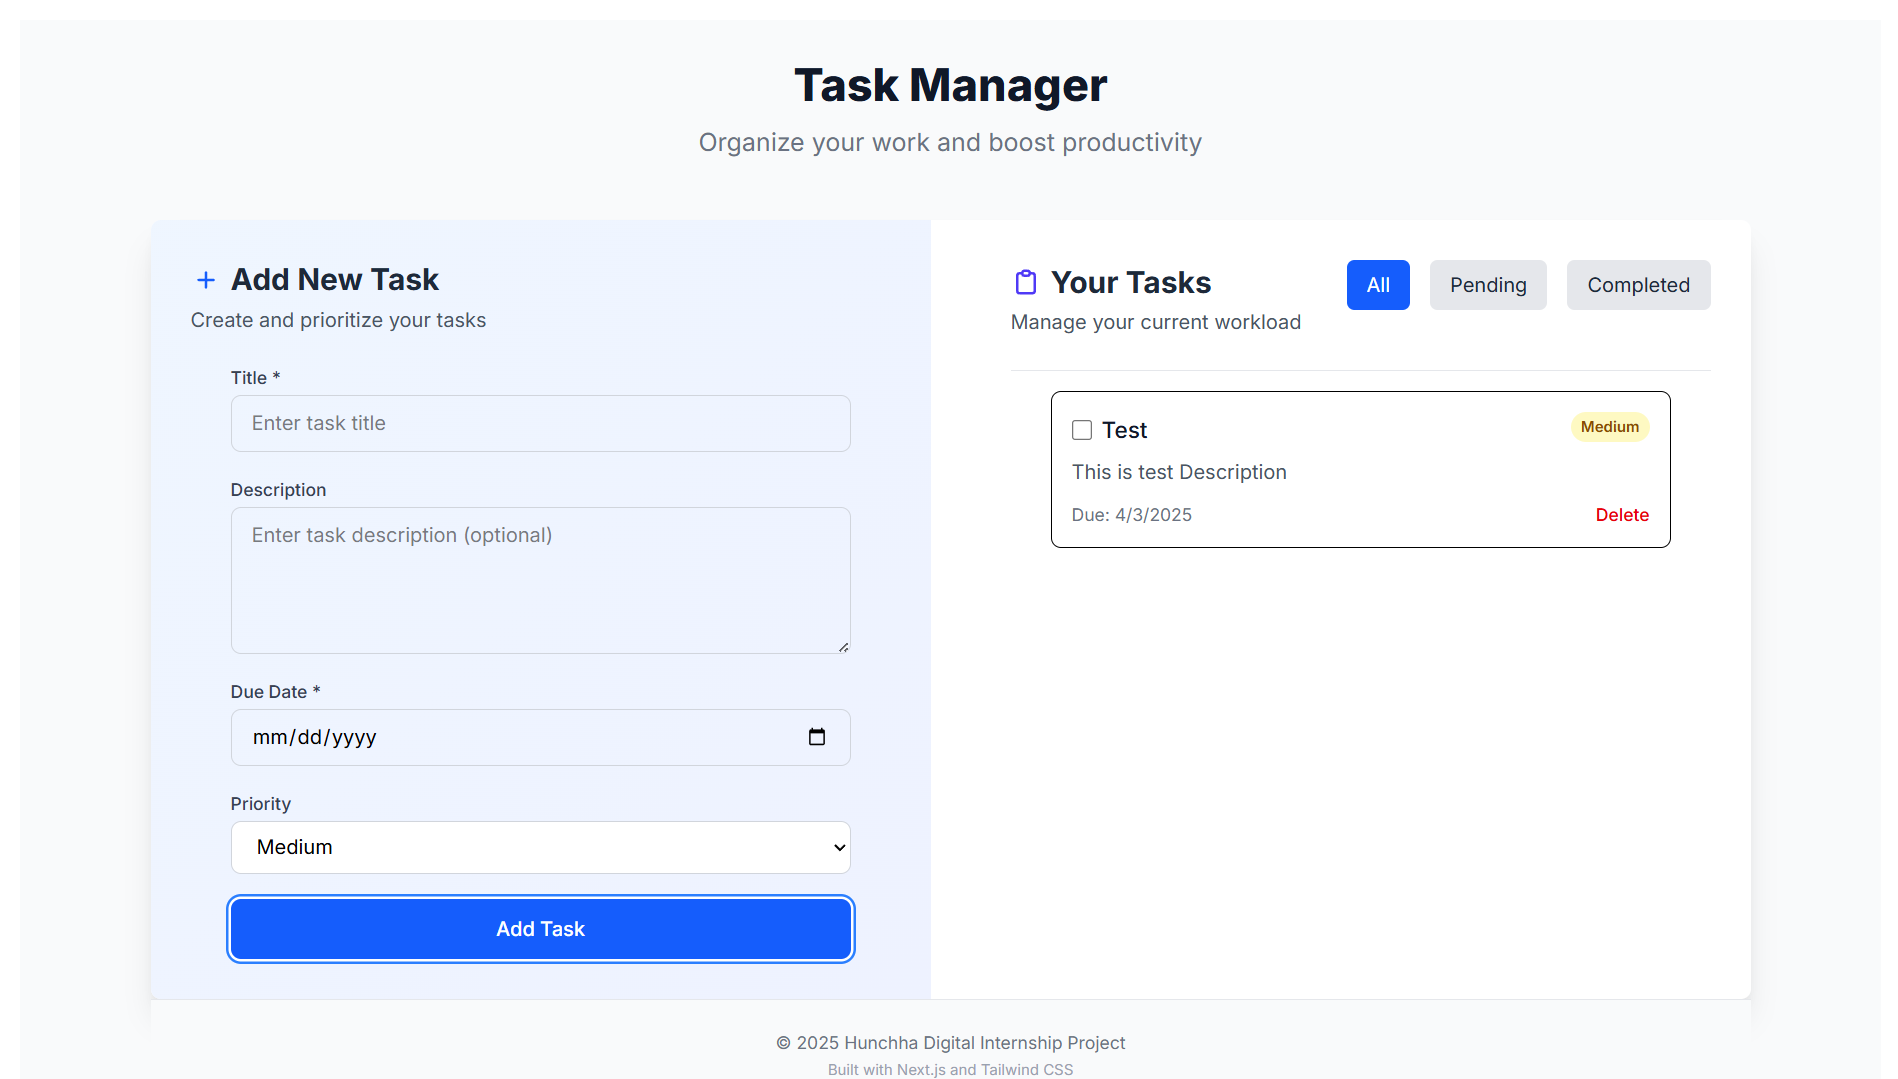 Task Manager
Organize your work and boost productivity
Add New Task
Create and prioritize your tasks
Title *
Enter task title
Description
Enter task description (optional)
Due Date *
mm/dd/yyyy
Priority
Medium
Add Task
Your Tasks
Manage your current workload
All Pending Completed
Test Medium
This is test Description
Due: 4/3/2025 Delete
© 2025 Hunchha Digital Internship Project
Built with Next.js and Tailwind CSS